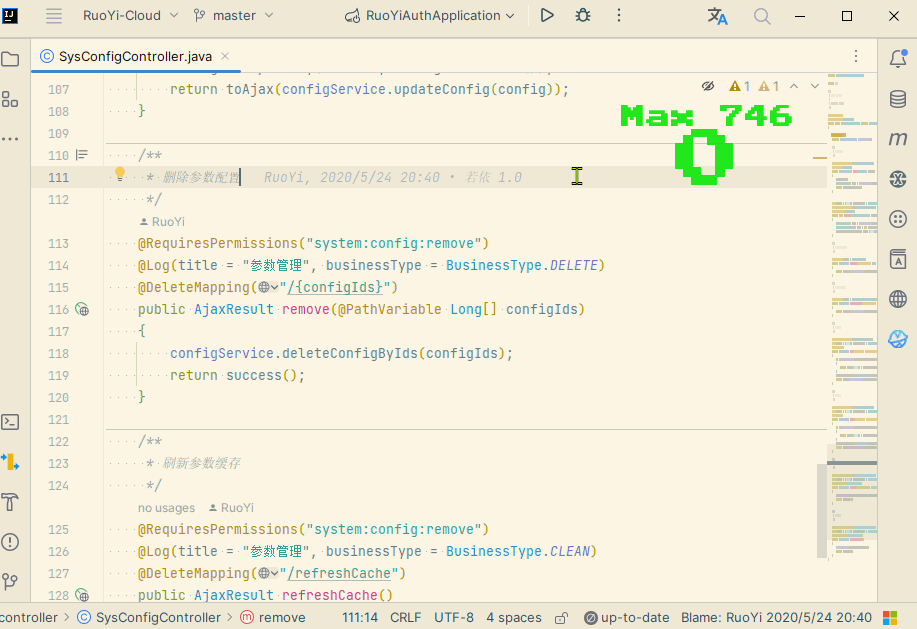 RuoYi-Cloud master RuoYiAuthApplication
SysConfigController.java
107 return toAjax(configService.updateConfig(config)); 1 1
108 }
Max 746
0
109
110 /**
111 * 删除参数配置 RuoYi, 2020/5/24 20:40 • 若依 1.0
112 */
RuoYi
113 @RequiresPermissions("system:config:remove")
114 @Log(title = "参数管理", businessType = BusinessType.DELETE)
115 @DeleteMapping("/{configIds}")
116 public AjaxResult remove(@PathVariable Long[] configIds)
117 {
118 configService.deleteConfigByIds(configIds);
119 return success();
120 }
121
122 /**
123 * 刷新参数缓存
124 */
no usages RuoYi
125 @RequiresPermissions("system:config:remove")
126 @Log(title = "参数管理", businessType = BusinessType.CLEAN)
127 @DeleteMapping("/refreshCache")
128 public AjaxResult refreshCache()
controller > SysConfigController > remove 111:14 CRLF UTF-8 4 spaces up-to-date Blame: RuoYi 2020/5/24 20:40